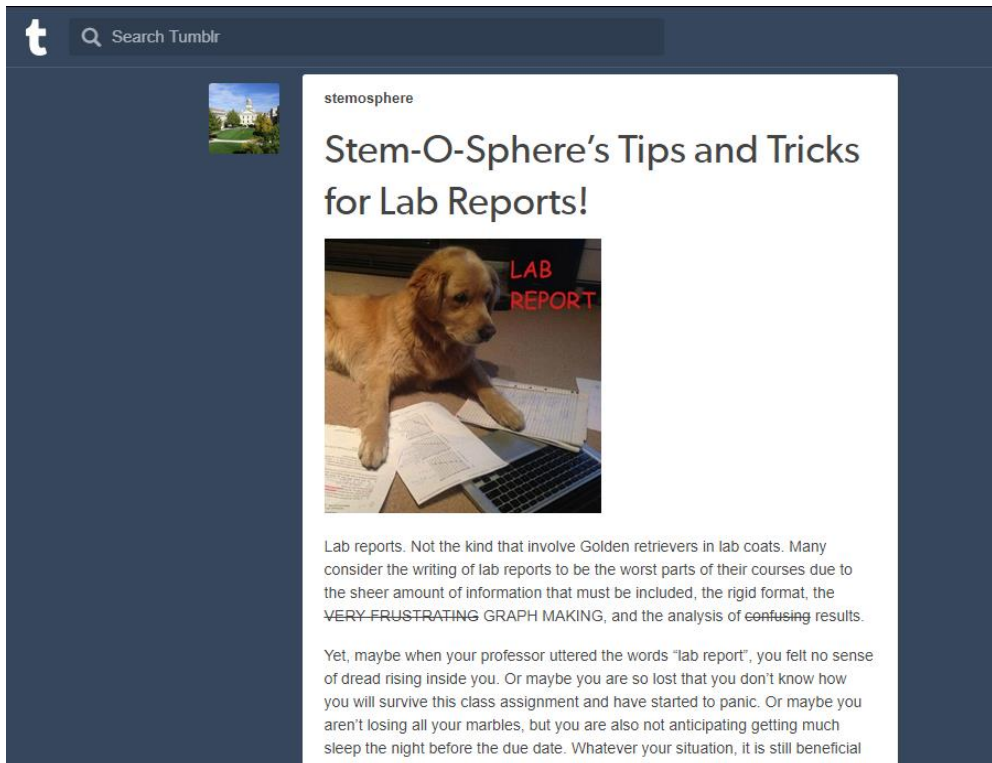 t
Search Tumblr
stemosphere
Stem-O-Sphere’s Tips and Tricks
for Lab Reports!
LAB
REPORT
Lab reports. Not the kind that involve Golden retrievers in lab coats. Many
consider the writing of lab reports to be the worst parts of their courses due to
the sheer amount of information that must be included, the rigid format, the
VERY FRUSTRATING GRAPH MAKING, and the analysis of confusing results.
Yet, maybe when your professor uttered the words “lab report”, you felt no sense
of dread rising inside you. Or maybe you are so lost that you don’t know how
you will survive this class assignment and have started to panic. Or maybe you
aren’t losing all your marbles, but you are also not anticipating getting much
sleep the night before the due date. Whatever your situation, it is still beneficial